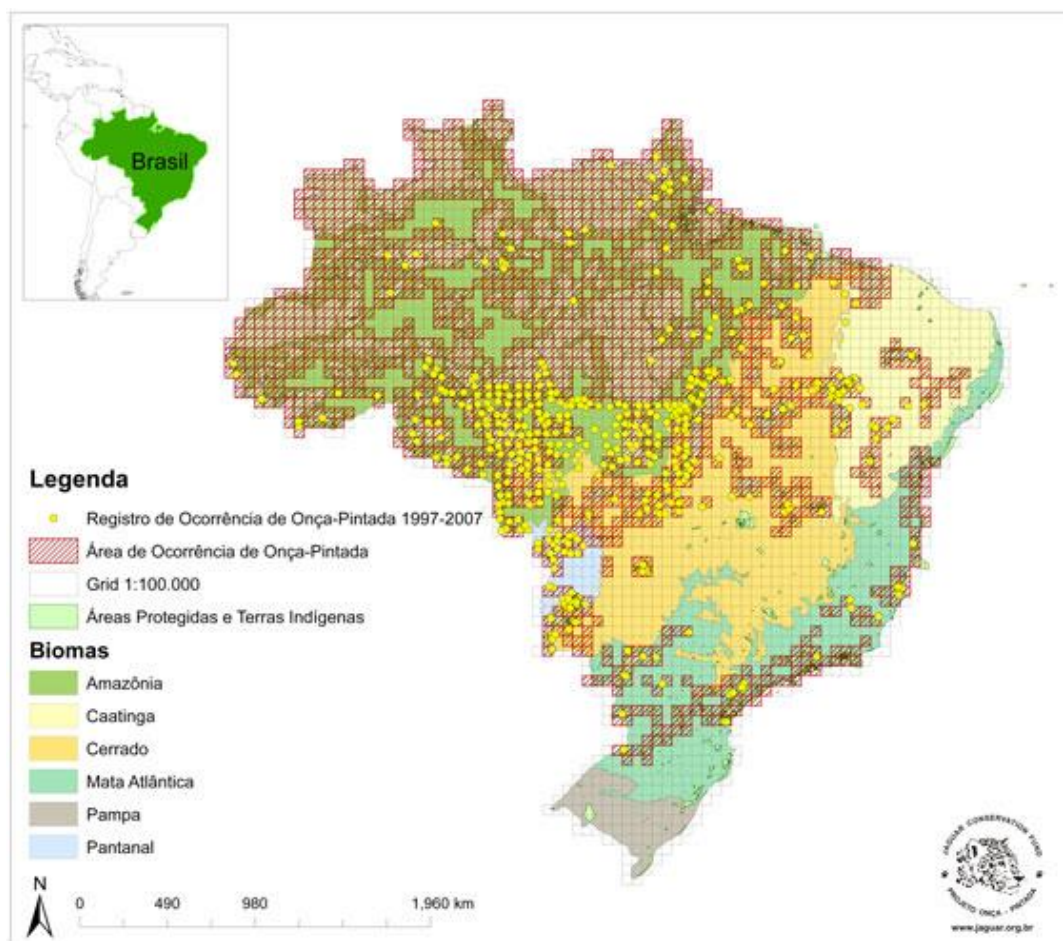 Brasil
Legenda
Registro de Ocorrência de Onça-Pintada 1997-2007
Área de Ocorrência de Onça-Pintada
Grid 1:100.000
Áreas Protegidas e Terras Indígenas
Biomas
Amazônia
Caatinga
Cerrado
Mata Atlântica
Pampa
Pantanal
N
0 490 980 1,960 km
JAGUAR CONSERVATION FUND
PROJETO ONÇA - PINTADA
www.jaguar.org.br